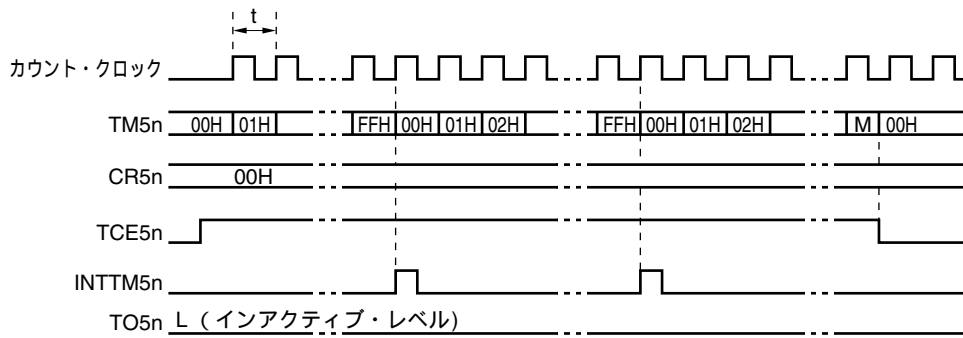 t
カウント・クロック
TM5n 00H 01H FFH 00H 01H 02H FFH 00H 01H 02H M 00H
CR5n 00H
TCE5n
INTTM5n
TO5n L（インアクティブ・レベル)